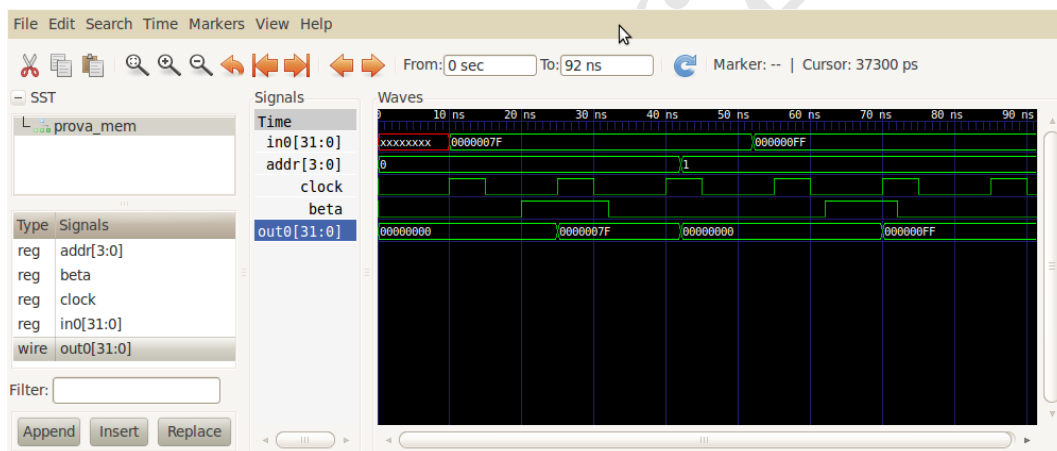 File Edit Search Time Markers View Help
From: 0 sec To: 92 ns Marker: -- | Cursor: 37300 ps
SST
prova_mem
Type Signals
reg addr[3:0]
reg beta
reg clock
reg in0[31:0]
wire out0[31:0]
Filter:
Append Insert Replace
Signals
Time
in0[31:0]
addr[3:0]
clock
beta
out0[31:0]
Waves
10 ns 20 ns 30 ns 40 ns 50 ns 60 ns 70 ns 80 ns 90 ns
xxxxxxxx 0000007F 000000FF
0 1
00000000 0000007F 00000000 000000FF